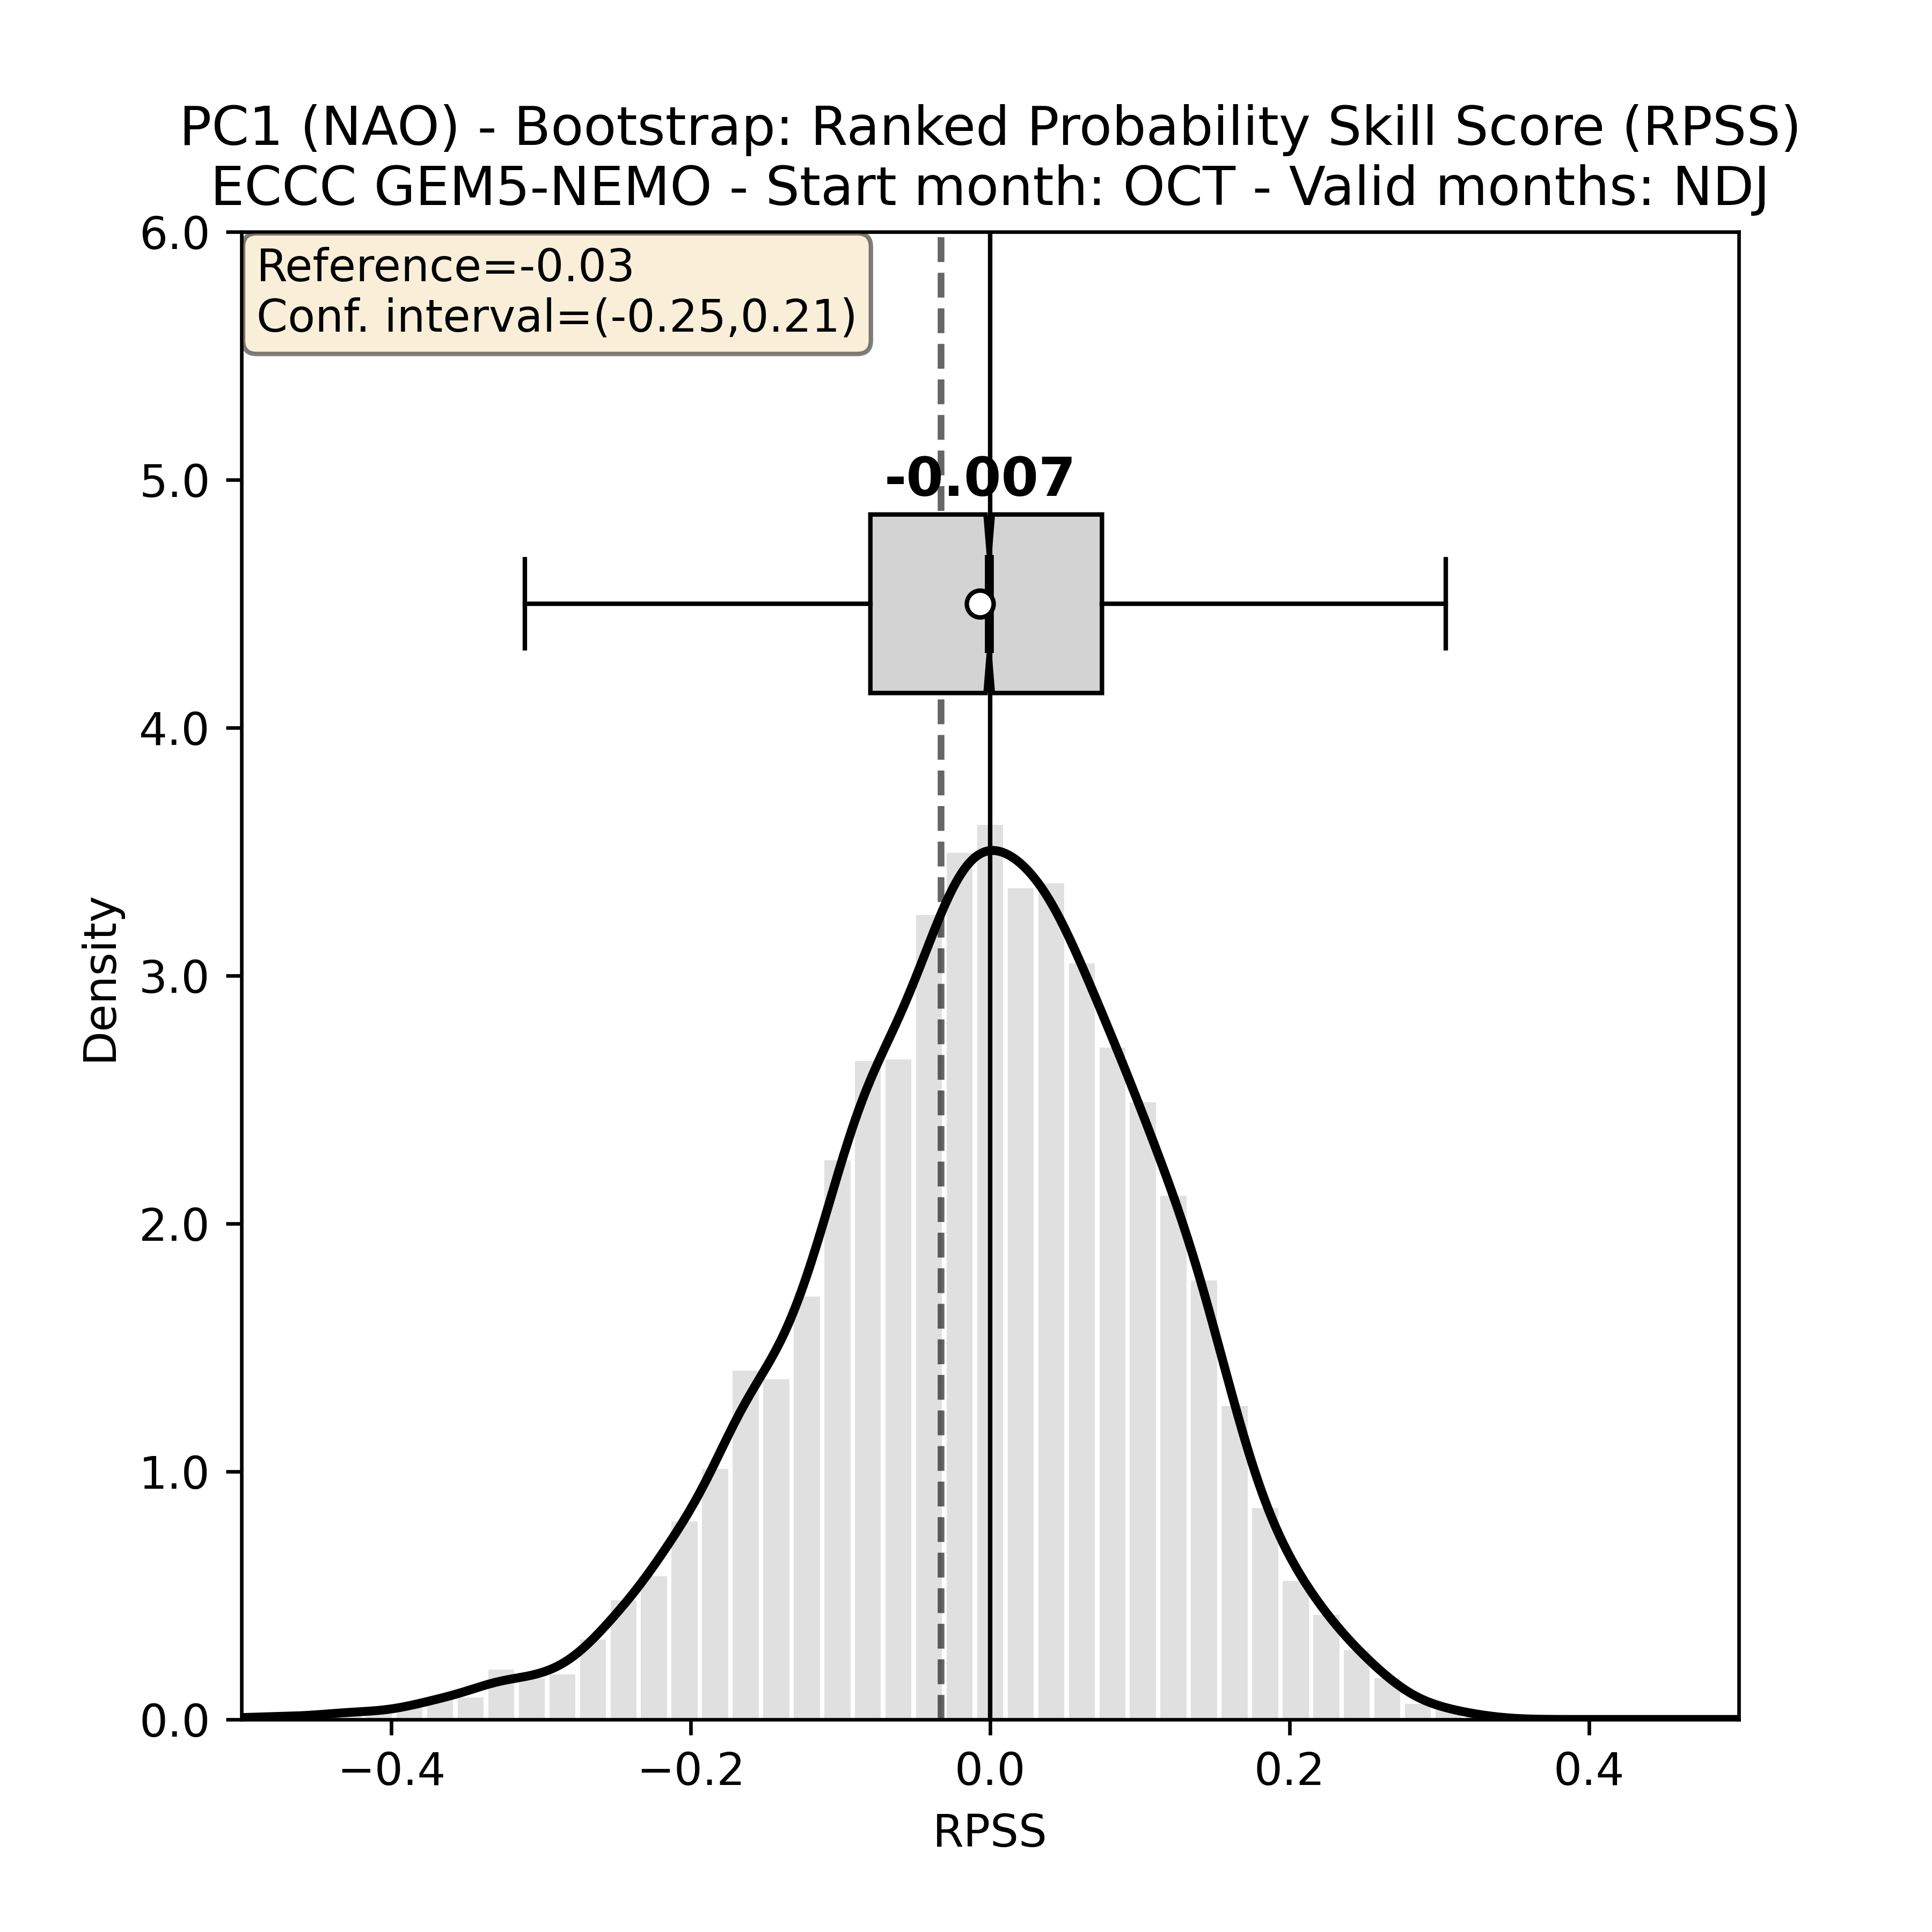 PC1 (NAO) - Bootstrap: Ranked Probability Skill Score (RPSS)
ECCC GEM5-NEMO - Start month: OCT - Valid months: NDJ
6.0
Reference=-0.03
Conf. interval=(-0.25,0.21)
5.0
-0.007
4.0
3.0
2.0
1.0
0.0
Density
−0.4
−0.2
0.0
0.2
0.4
RPSS